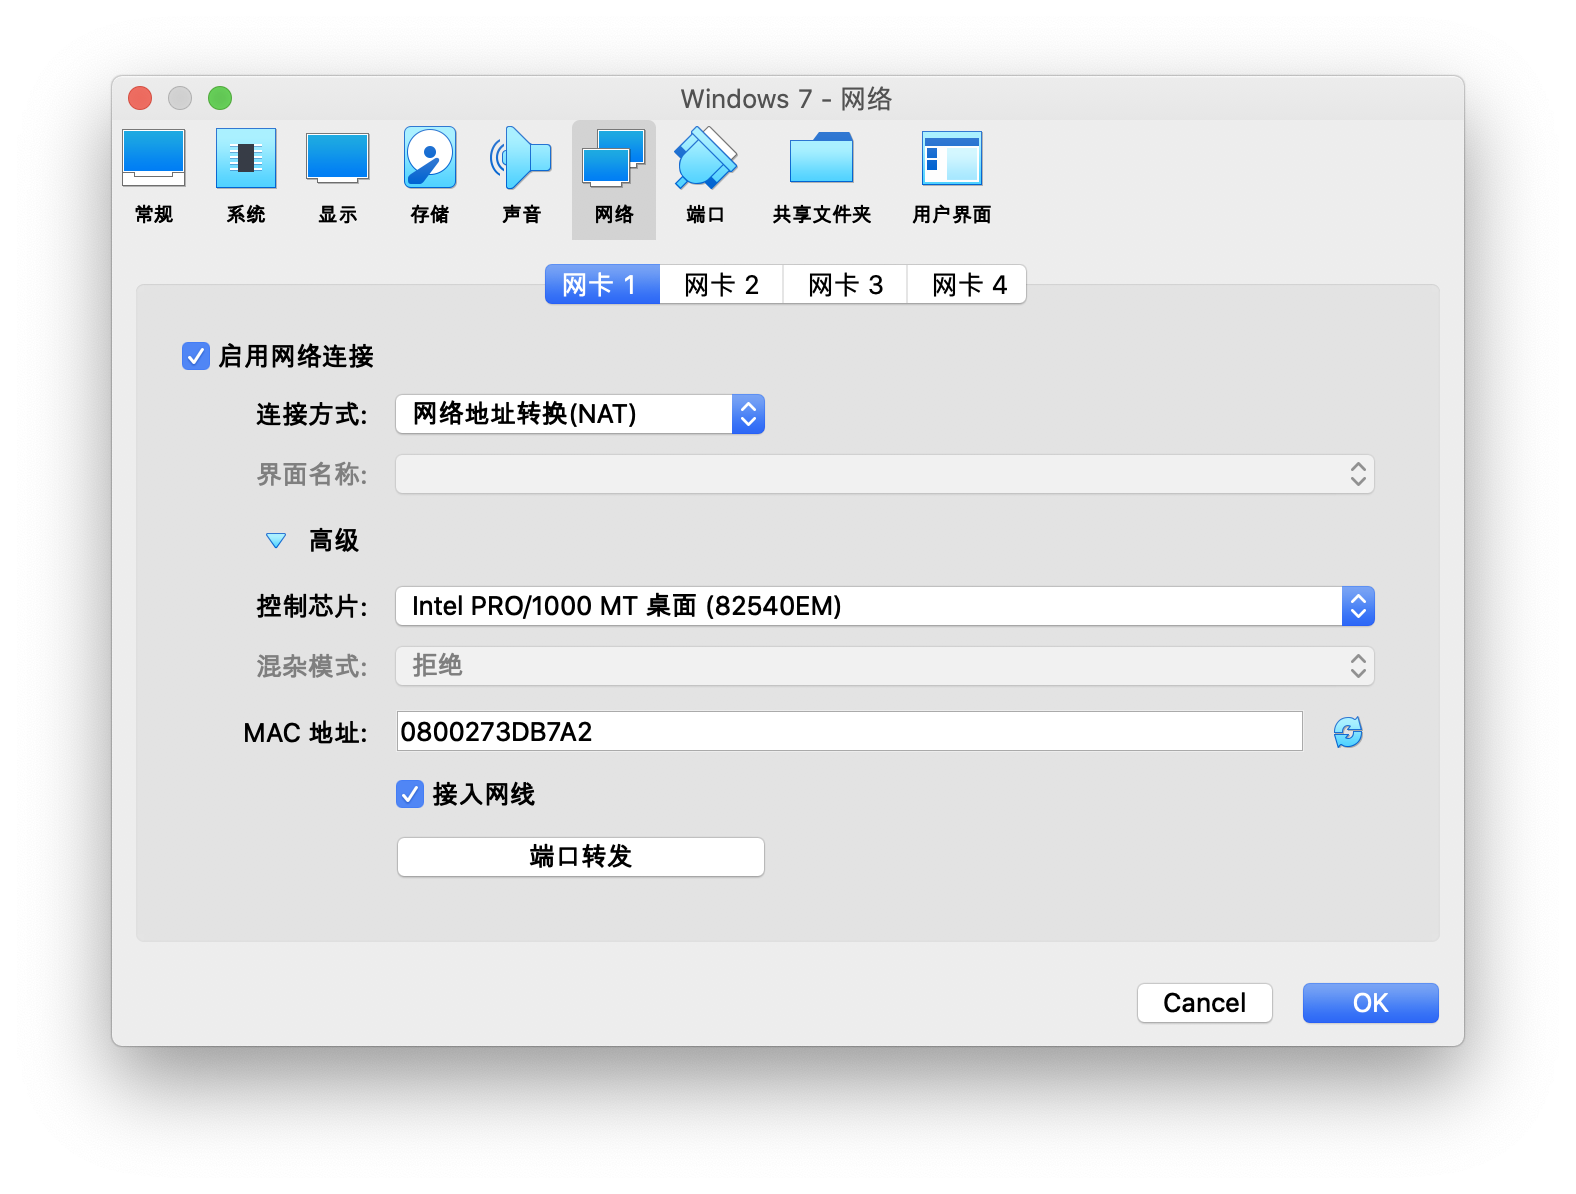 Windows 7 - 网络
常规 系统 显示 存储 声音 网络 端口 共享文件夹 用户界面
网卡 1 网卡 2 网卡 3 网卡 4
启用网络连接
连接方式: 网络地址转换(NAT)
界面名称:
高级
控制芯片: Intel PRO/1000 MT 桌面 (82540EM)
混杂模式: 拒绝
MAC 地址: 0800273DB7A2
接入网线
端口转发
Cancel OK